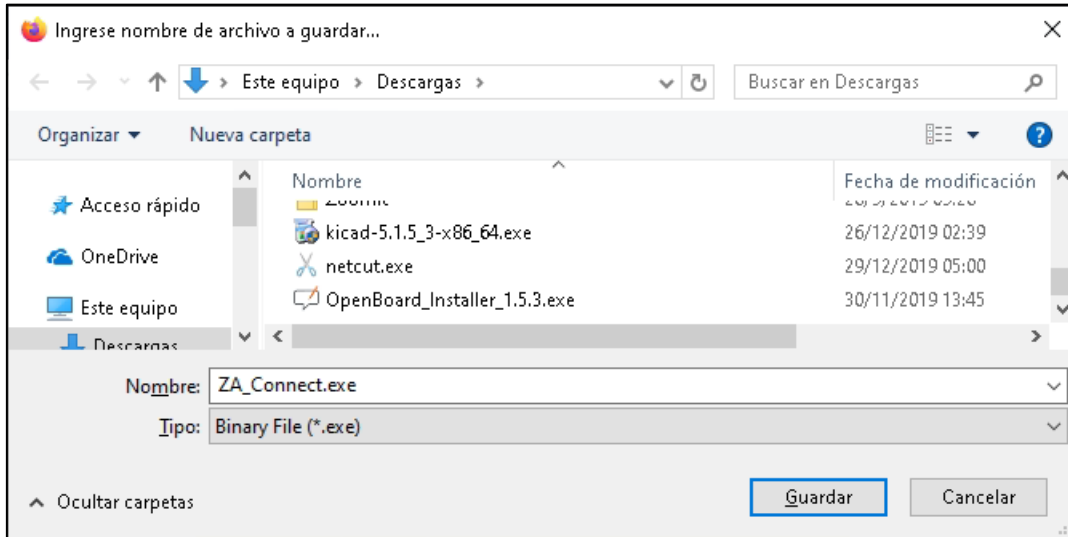 Ingrese nombre de archivo a guardar...
Este equipo > Descargas >
Buscar en Descargas
Organizar
Nueva carpeta
Nombre
Fecha de modificación
Acceso rápido
kicad-5.1.5_3-x86_64.exe
26/12/2019 02:39
OneDrive
netcut.exe
29/12/2019 05:00
Este equipo
OpenBoard_Installer_1.5.3.exe
30/11/2019 13:45
Descargas
Nombre: ZA_Connect.exe
Tipo: Binary File (*.exe)
Ocultar carpetas
Guardar
Cancelar